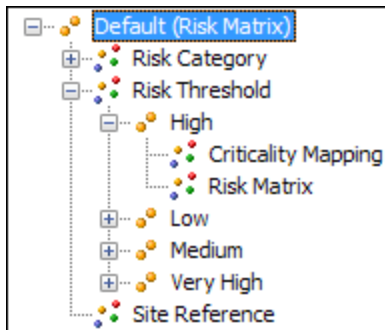 Default (Risk Matrix)
Risk Category
Risk Threshold
High
Criticality Mapping
Risk Matrix
Low
Medium
Very High
Site Reference